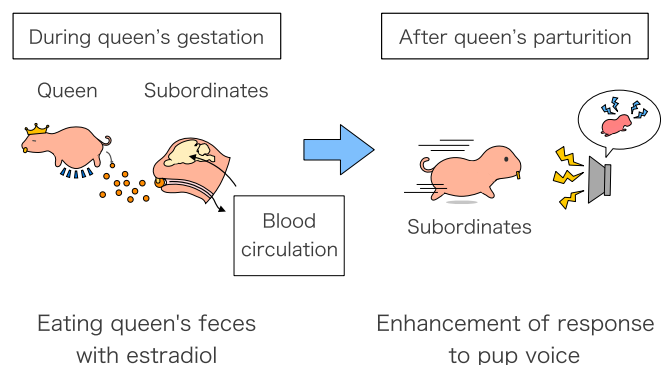 During queen's gestation
After queen's parturition
Queen
Subordinates
Blood
circulation
Subordinates
Eating queen's feces
with estradiol
Enhancement of response
to pup voice